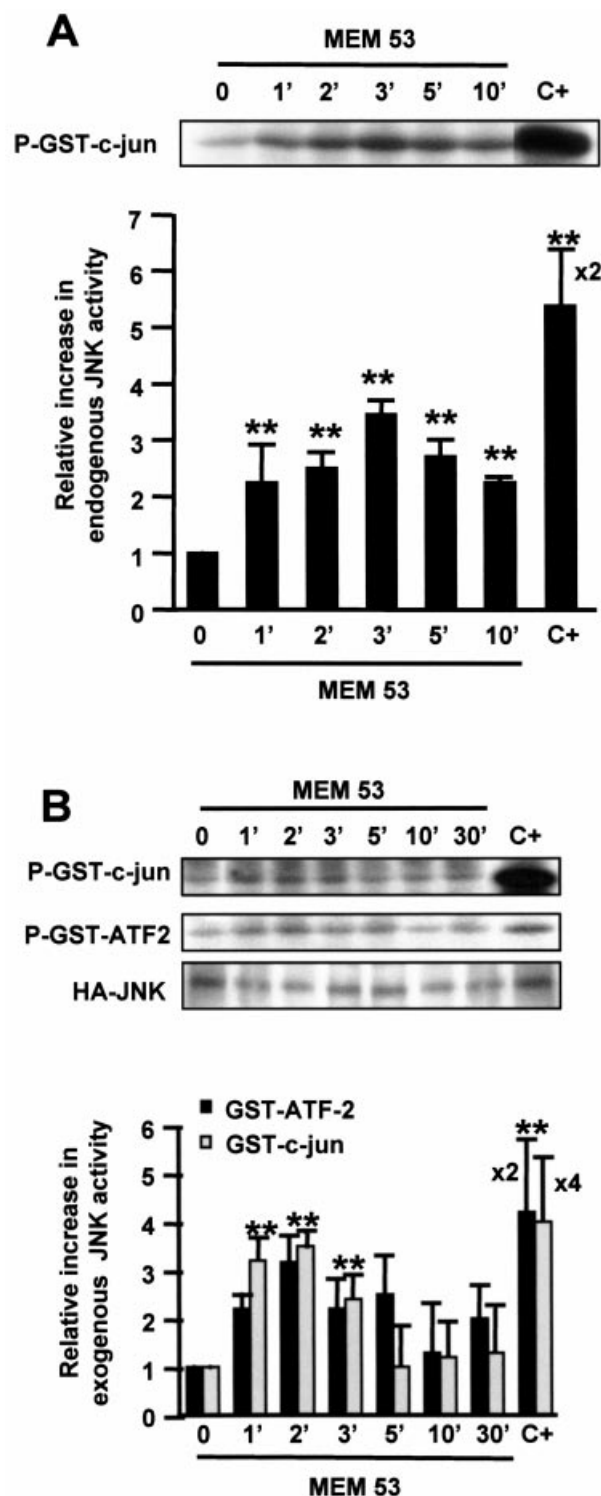 A
MEM 53
0 1' 2' 3' 5' 10' C+
P-GST-c-jun
Relative increase in
endogenous JNK activity
7
6
5
4
3
2
1
0
** ** ** ** ** **
x2
0 1' 2' 3' 5' 10' C+
MEM 53
B
MEM 53
0 1' 2' 3' 5' 10' 30' C+
P-GST-c-jun
P-GST-ATF2
HA-JNK
GST-ATF-2
GST-c-jun
Relative increase in
exogenous JNK activity
6
5
4
3
2
1
0
** ** ** **
x2 x4
0 1' 2' 3' 5' 10' 30' C+
MEM 53